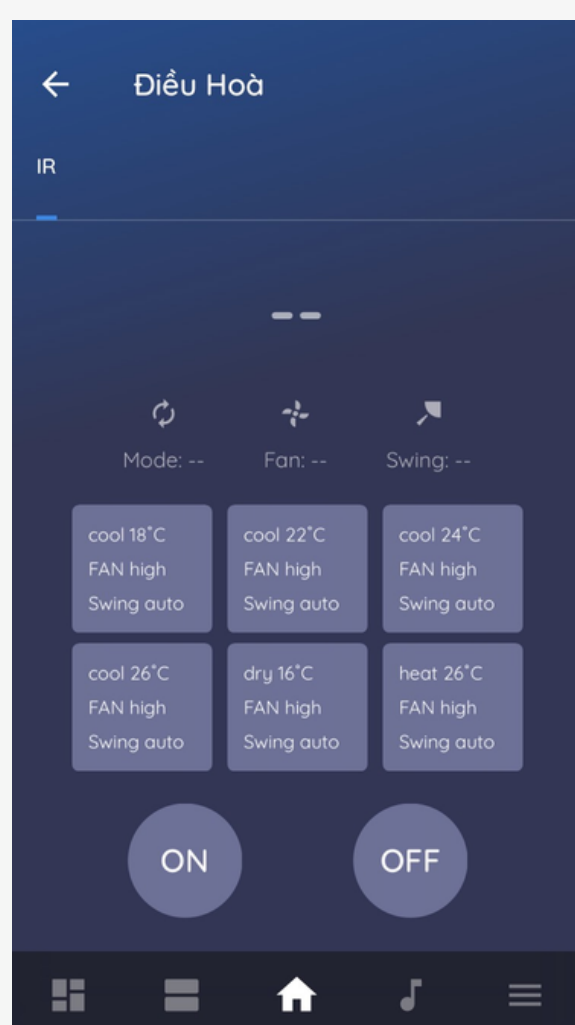 Điều Hoà
IR
--
Mode: -- Fan: -- Swing: --
cool 18°C
FAN high
Swing auto
cool 22°C
FAN high
Swing auto
cool 24°C
FAN high
Swing auto
cool 26°C
FAN high
Swing auto
dry 16°C
FAN high
Swing auto
heat 26°C
FAN high
Swing auto
ON
OFF